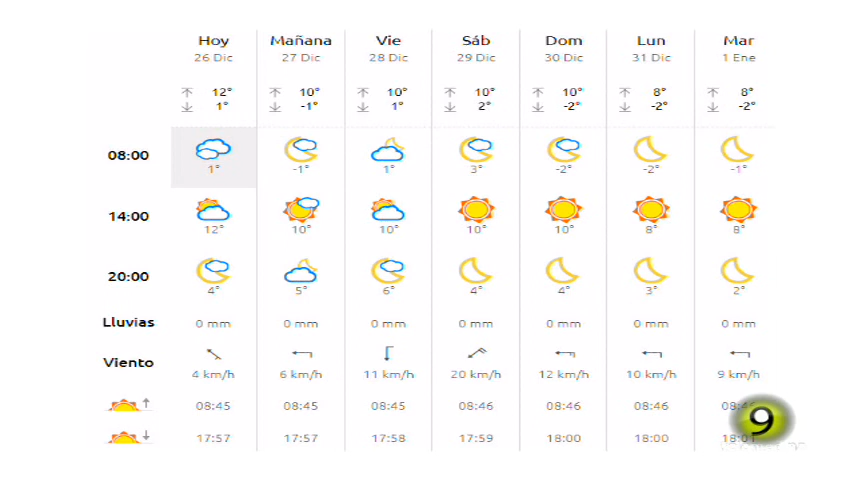 Hoy Mañana Vie Sáb Dom Lun Mar
26 Dic 27 Dic 28 Dic 29 Dic 30 Dic 31 Dic 1 Ene
12° 10° 10° 10° 10° 8° 8°
1° -1° 1° 2° -2° -2° -2°
08:00 1° -1° 1° 3° -2° -2° -1°
14:00 12° 10° 10° 10° 10° 8° 8°
20:00 4° 5° 6° 4° 4° 3° 2°
Lluvias 0 mm 0 mm 0 mm 0 mm 0 mm 0 mm 0 mm
Viento 4 km/h 6 km/h 11 km/h 20 km/h 12 km/h 10 km/h 9 km/h
08:45 08:45 08:45 08:46 08:46 08:46
17:57 17:57 17:58 17:59 18:00 18:00 18:01
9